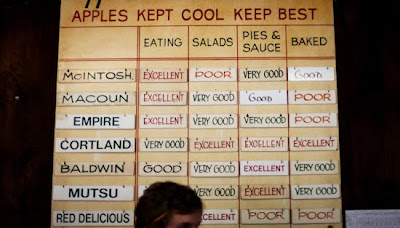 APPLES KEPT COOL KEEP BEST
EATING SALADS PIES & SAUCE BAKED
McINTOSH EXCELLENT POOR VERY GOOD GOOD
MACOUN EXCELLENT VERY GOOD GOOD POOR
EMPIRE EXCELLENT VERY GOOD VERY GOOD POOR
CORTLAND VERY GOOD EXCELLENT EXCELLENT EXCELLENT
BALDWIN GOOD POOR EXCELLENT VERY GOOD
MUTSU VERY GOOD EXCELLENT VERY GOOD
RED DELICIOUS EXCELLENT POOR POOR